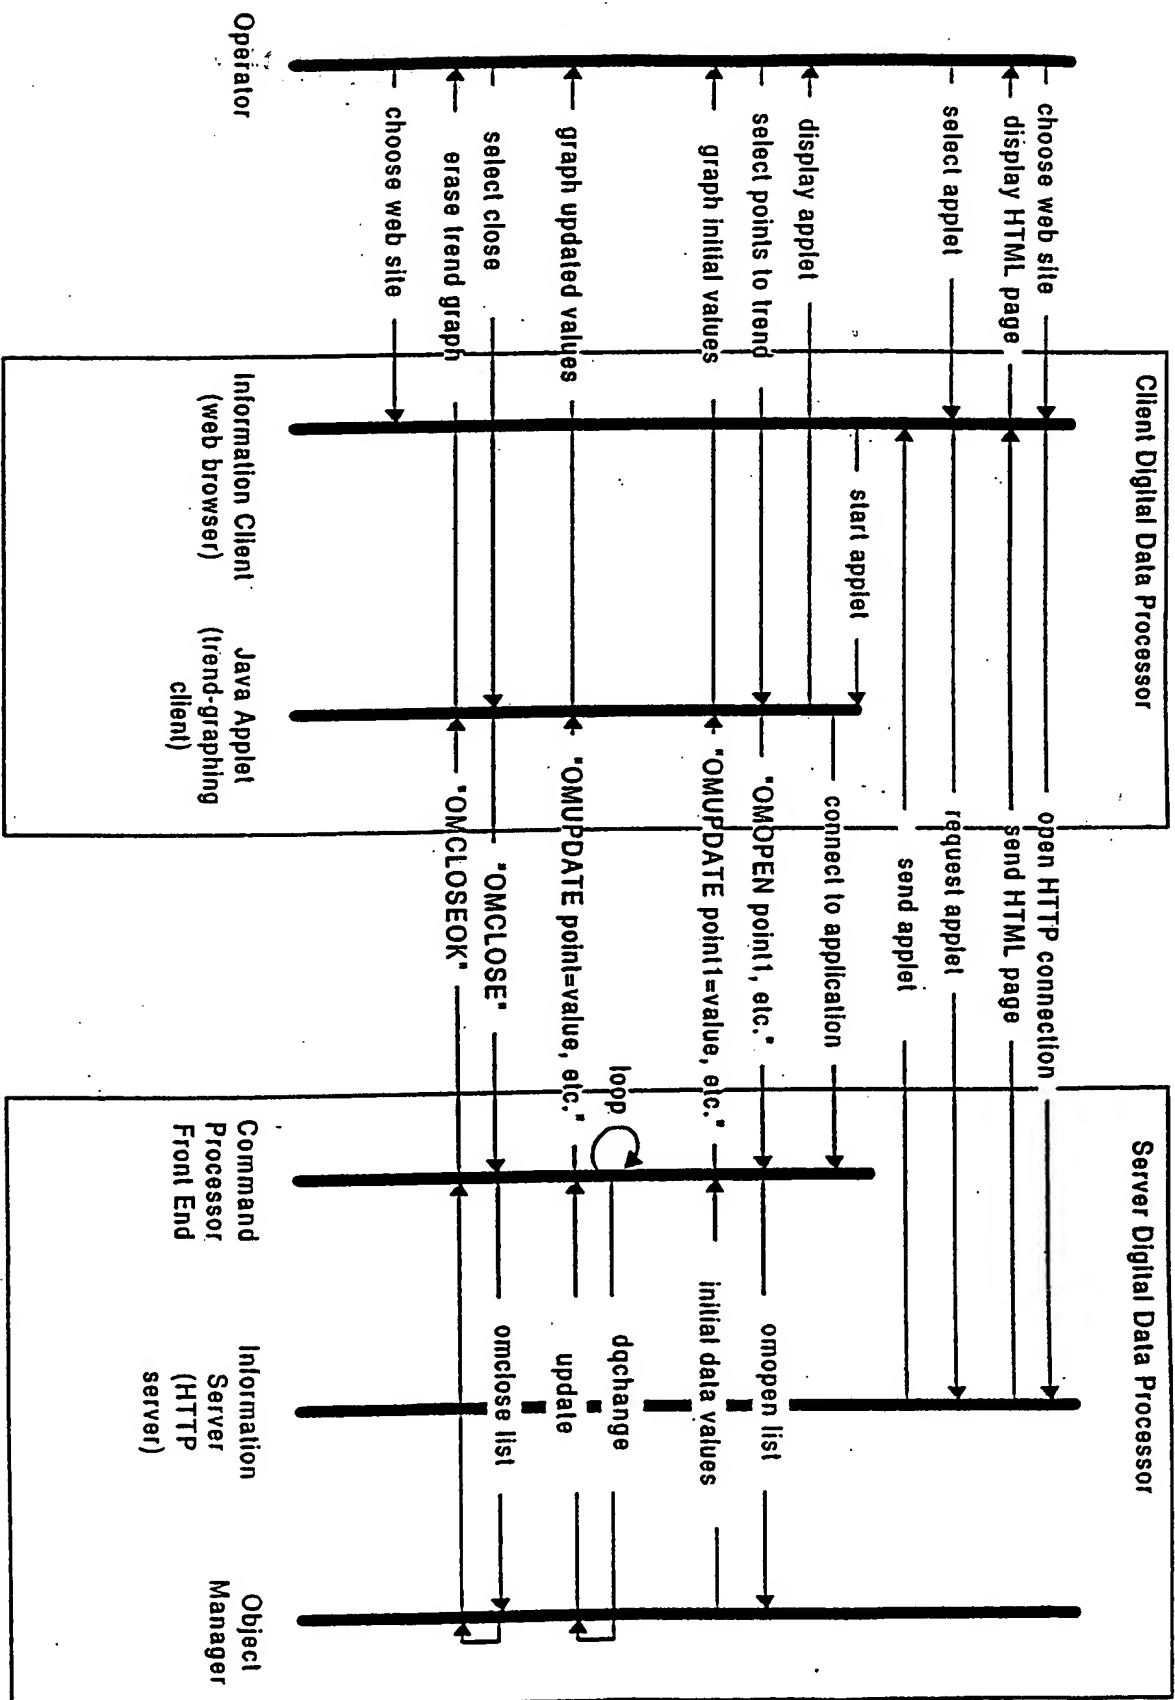 Client Digital Data Processor
Server Digital Data Processor
choose web site
open HTTP connection
display HTML page
send HTML page
select applet
request applet
send applet
start applet
connect to application
display applet
select points to trend
"OMOPEN point1, etc."
omopen list
graph initial values
"OMUPDATE point1=value, etc."
initial data values
loop
dqchange
graph updated values
"OMUPDATE point=value, etc."
update
select close
"OMCLOSE"
omclose list
erase trend graph
"OMCLOSEOK"
choose web site
Operator
Information Client
(web browser)
Java Applet
(trend-graphing
client)
Command
Processor
Front End
Information
Server
(HTTP
server)
Object
Manager